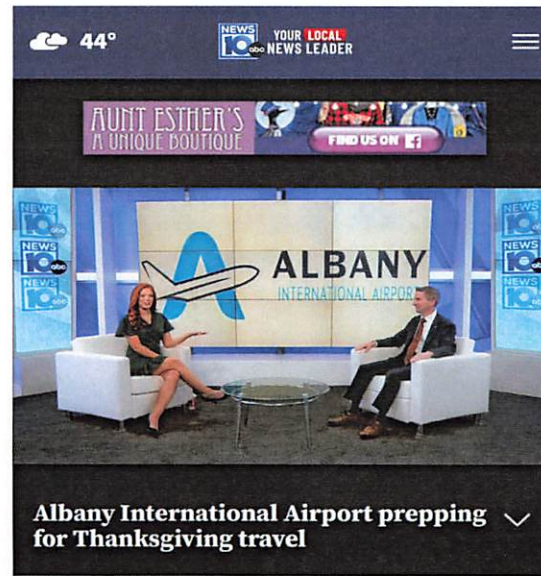 44°
NEWS
10 abc
YOUR LOCAL
NEWS LEADER
AUNT ESTHER'S
A UNIQUE BOUTIQUE
FIND US ON f
NEWS
10 abc
NEWS
10 abc
NEWS
10 abc
A ALBANY
INTERNATIONAL AIRPORT
NEWS
10 abc
NEWS
10 abc
NEWS
10
Albany International Airport prepping
for Thanksgiving travel